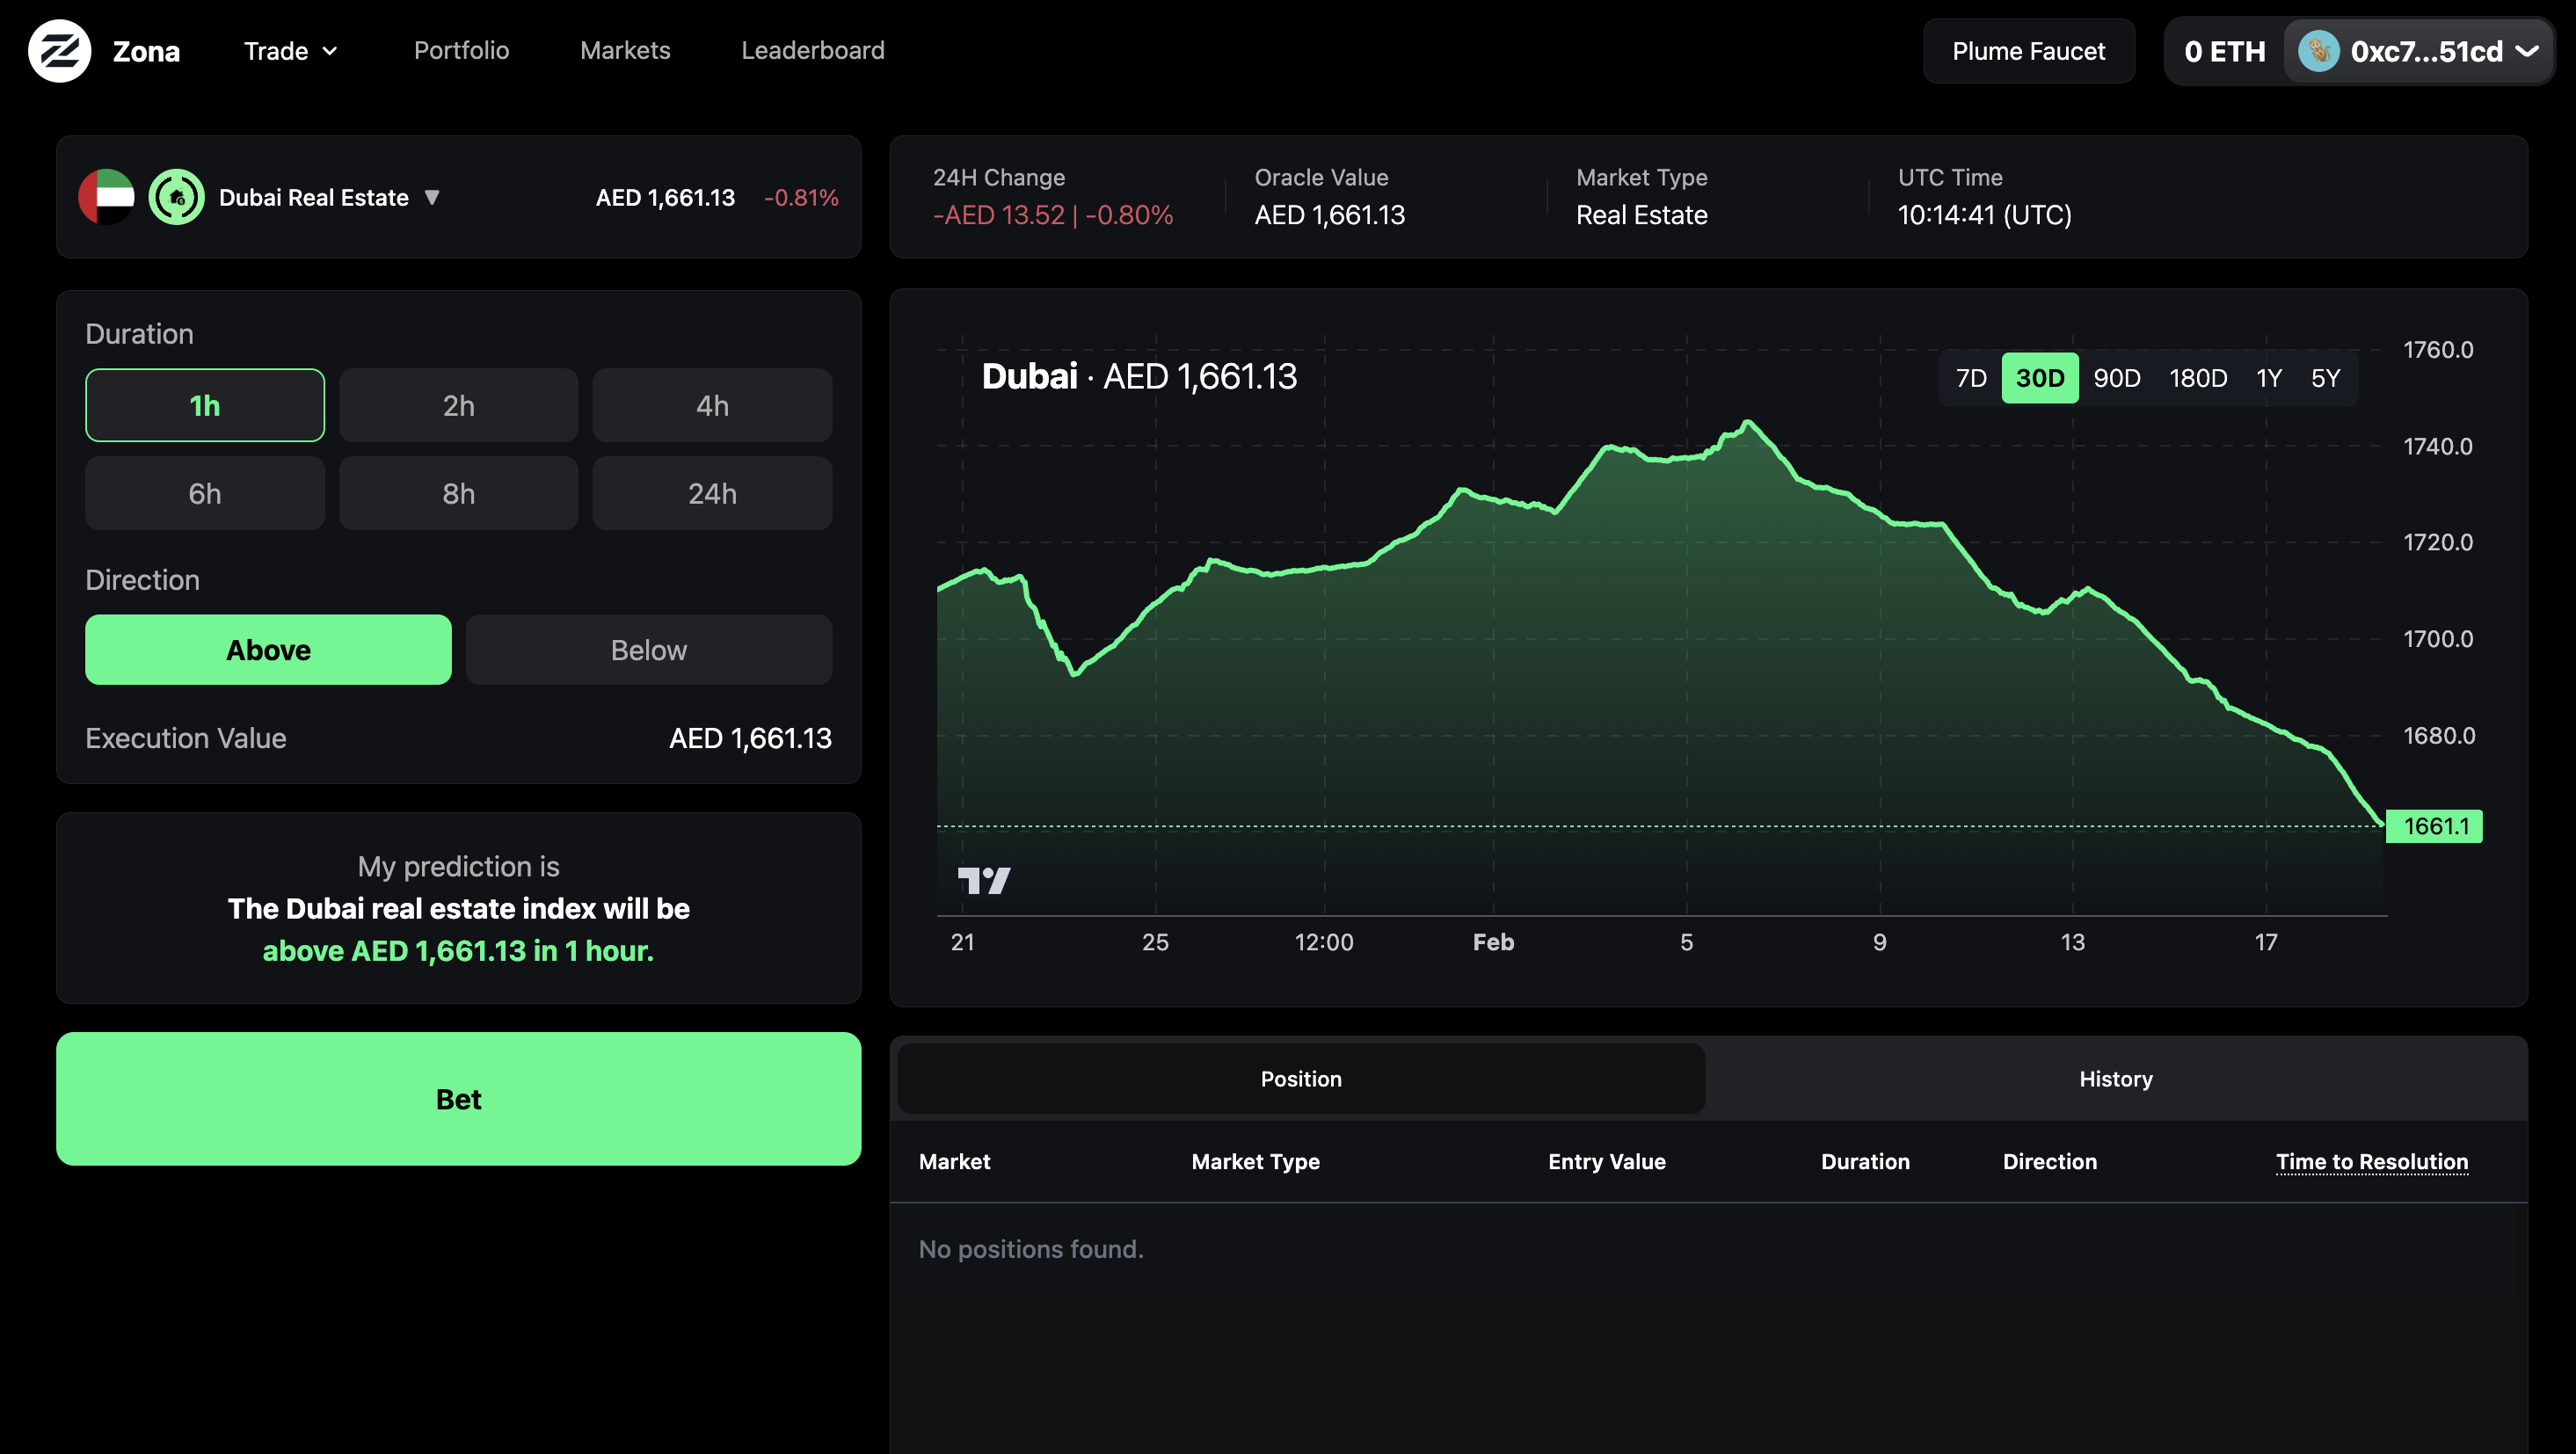 Zona
Trade
Portfolio
Markets
Leaderboard
Plume Faucet
0 ETH
0xc7...51cd
Dubai Real Estate
AED 1,661.13
-0.81%
24H Change
-AED 13.52 | -0.80%
Oracle Value
AED 1,661.13
Market Type
Real Estate
UTC Time
10:14:41 (UTC)
Duration
1h
2h
4h
6h
8h
24h
Direction
Above
Below
Execution Value
AED 1,661.13
My prediction is
The Dubai real estate index will be
above AED 1,661.13 in 1 hour.
Bet
Dubai · AED 1,661.13
7D
30D
90D
180D
1Y
5Y
1760.0
1740.0
1720.0
1700.0
1680.0
1661.1
21
25
12:00
Feb
5
9
13
17
Position
History
Market
Market Type
Entry Value
Duration
Direction
Time to Resolution
No positions found.